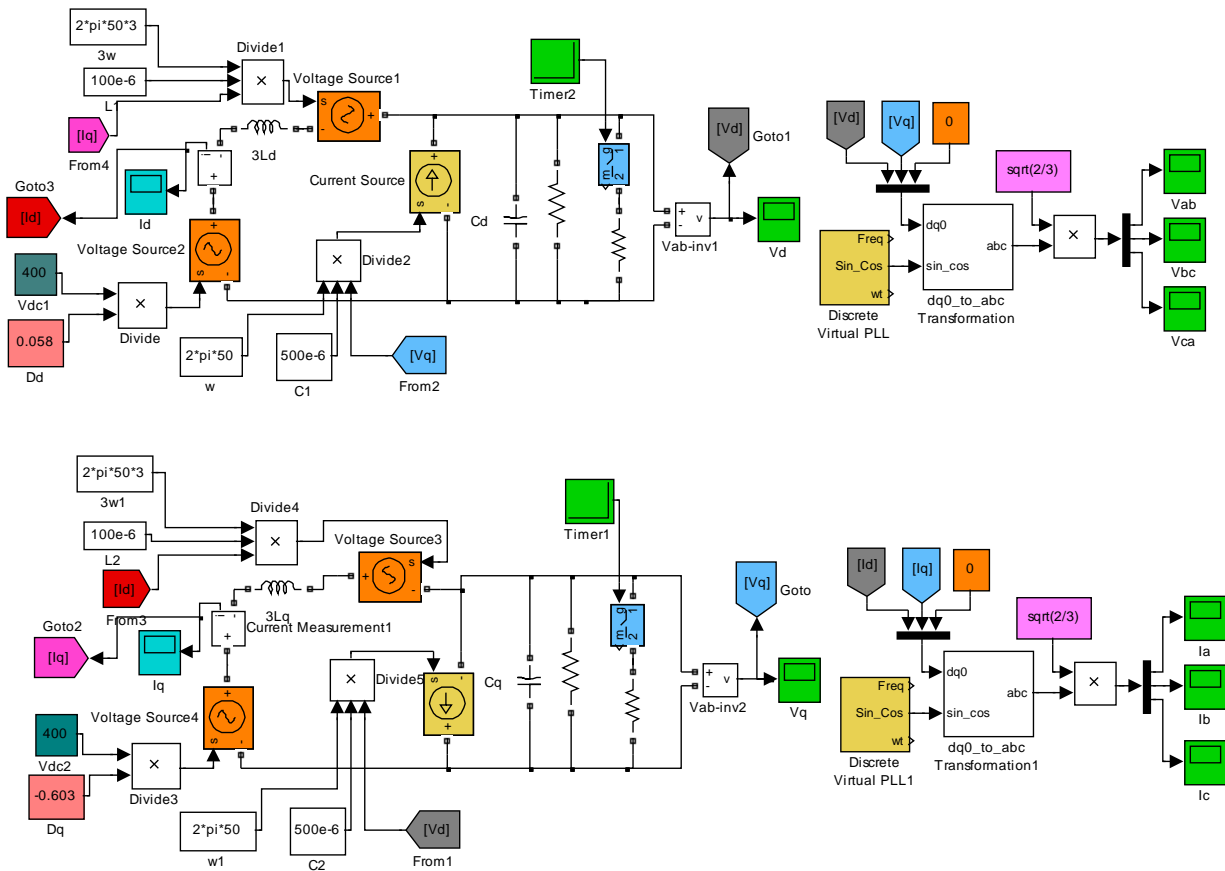 2*pi*50*3
3w
Divide1
×
100e-6
L1
Voltage Source1
s
+
-
[Iq]
From4
3Ld
i
-
+
Goto3
[Id]
Id
Voltage Source2
+
s
-
400
Vdc1
×
Divide
0.058
Dd
Current Source
+
s
-
×
Divide2
2*pi*50
w
500e-6
C1
[Vq]
From2
Cd
Timer2
m
g
2
1
+
-
v
Vab-inv1
[Vd]
Goto1
Vd
[Vd]
[Vq]
0
dq0
abc
sin_cos
dq0_to_abc
Transformation
Freq
Sin_Cos
wt
Discrete
Virtual PLL
sqrt(2/3)
×
Vab
Vbc
Vca
2*pi*50*3
3w1
Divide4
×
100e-6
L2
[Id]
From3
Voltage Source3
+
s
-
3Lq
i
-
+
Current Measurement1
Goto2
[Iq]
Iq
Voltage Source4
+
s
-
400
Vdc2
×
Divide3
-0.603
Dq
×
Divide5
s
-
+
2*pi*50
w1
500e-6
C2
[Vd]
From1
Cq
Timer1
m
g
2
1
+
-
v
Vab-inv2
[Vq]
Goto
Vq
[Id]
[Iq]
0
dq0
abc
sin_cos
dq0_to_abc
Transformation1
Freq
Sin_Cos
wt
Discrete
Virtual PLL1
sqrt(2/3)
×
Ia
Ib
Ic